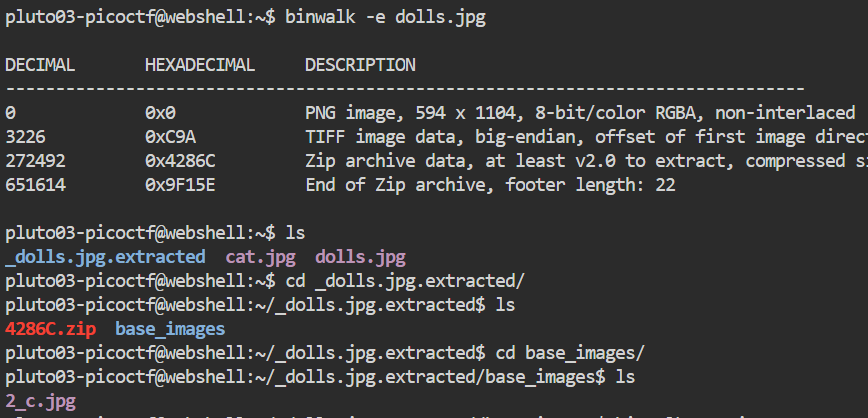 pluto03-picoctf@webshell:~$ binwalk -e dolls.jpg
DECIMAL HEXADECIMAL DESCRIPTION
--------------------------------------------------------------------------------
0 0x0 PNG image, 594 x 1104, 8-bit/color RGBA, non-interlaced
3226 0xC9A TIFF image data, big-endian, offset of first image direct
272492 0x4286C Zip archive data, at least v2.0 to extract, compressed si
651614 0x9F15E End of Zip archive, footer length: 22
pluto03-picoctf@webshell:~$ ls
_dolls.jpg.extracted cat.jpg dolls.jpg
pluto03-picoctf@webshell:~$ cd _dolls.jpg.extracted/
pluto03-picoctf@webshell:~/_dolls.jpg.extracted$ ls
4286C.zip base_images
pluto03-picoctf@webshell:~/_dolls.jpg.extracted$ cd base_images/
pluto03-picoctf@webshell:~/_dolls.jpg.extracted/base_images$ ls
2_c.jpg